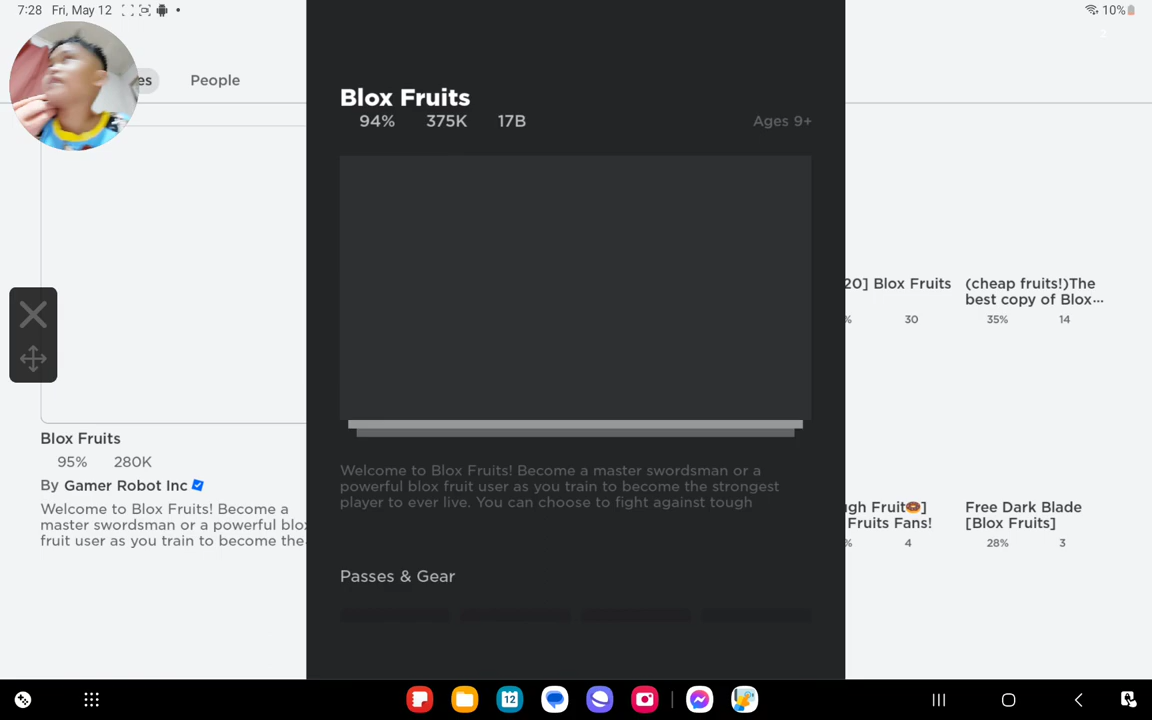 7:28 Fri, May 12
10%
2
es People
Blox Fruits
94% 375K 17B
Ages 9+
Welcome to Blox Fruits! Become a master swordsman or a
powerful blox fruit user as you train to become the strongest
player to ever live. You can choose to fight against tough
Passes & Gear
Blox Fruits
95% 280K
By Gamer Robot Inc
Welcome to Blox Fruits! Become a
master swordsman or a powerful blo
fruit user as you train to become the
20] Blox Fruits
% 30
(cheap fruits!)The
best copy of Blox...
35% 14
gh Fruit🍩]
Fruits Fans!
% 4
Free Dark Blade
[Blox Fruits]
28% 3
12